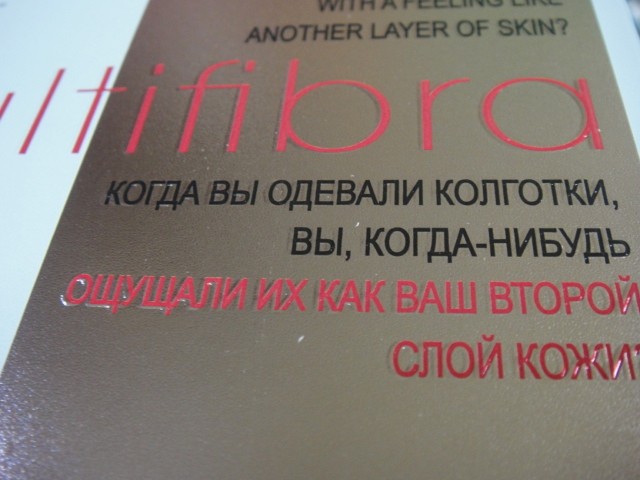 WITH A FEELING LIKE
ANOTHER LAYER OF SKIN?
ultifibra
КОГДА ВЫ ОДЕВАЛИ КОЛГОТКИ,
ВЫ, КОГДА-НИБУДЬ
ОЩУЩАЛИ ИХ КАК ВАШ ВТОРОЙ
СЛОЙ КОЖИ?